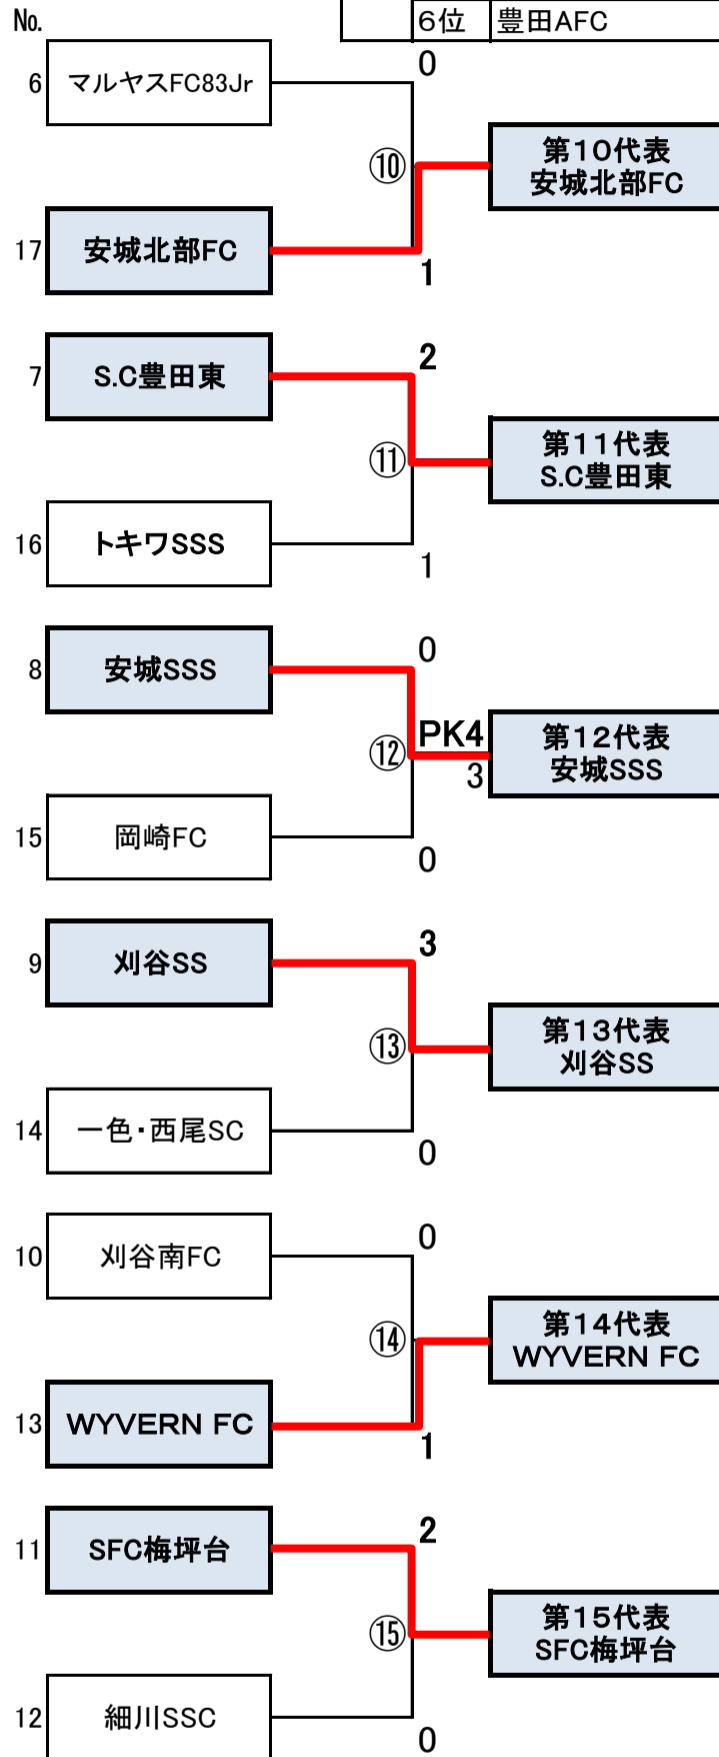 No.
6位 豊田AFC
0
6 マルヤスFC83Jr
⑩
第10代表
安城北部FC
17 安城北部FC
1
2
7 S.C豊田東
⑪
第11代表
S.C豊田東
16 トキワSSS
1
0
8 安城SSS
⑫
PK4
3
第12代表
安城SSS
15 岡崎FC
0
3
9 刈谷SS
⑬
第13代表
刈谷SS
14 一色・西尾SC
0
0
10 刈谷南FC
⑭
第14代表
WYVERN FC
13 WYVERN FC
1
2
11 SFC梅坪台
⑮
第15代表
SFC梅坪台
12 細川SSC
0